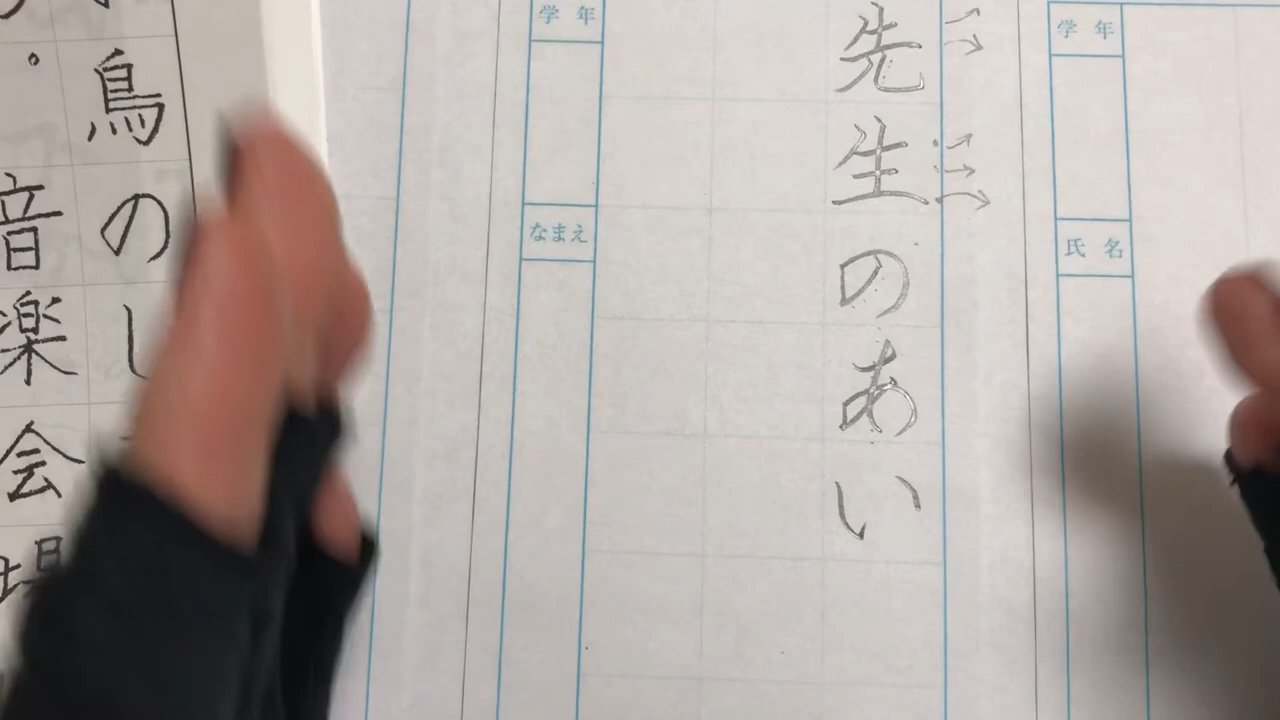 学年
氏名
先生のあい
学年
なまえ
鳥のし
音楽会場